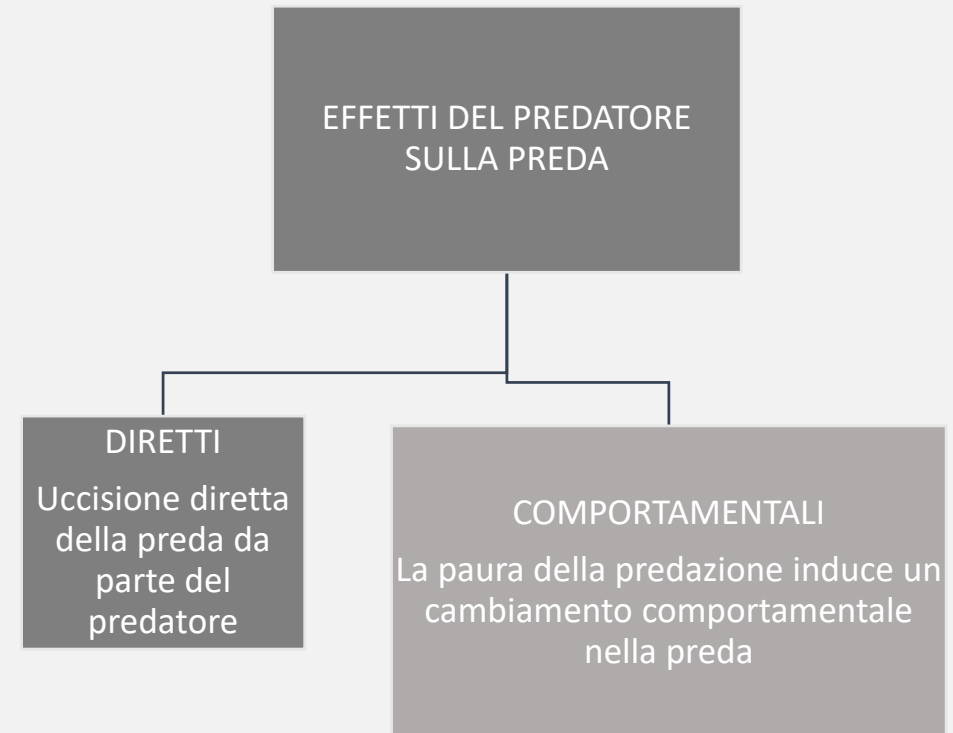 EFFETTI DEL PREDATORE
SULLA PREDA
DIRETTI
Uccisione diretta
della preda da
parte del
predatore
COMPORTAMENTALI
La paura della predazione induce un
cambiamento comportamentale
nella preda